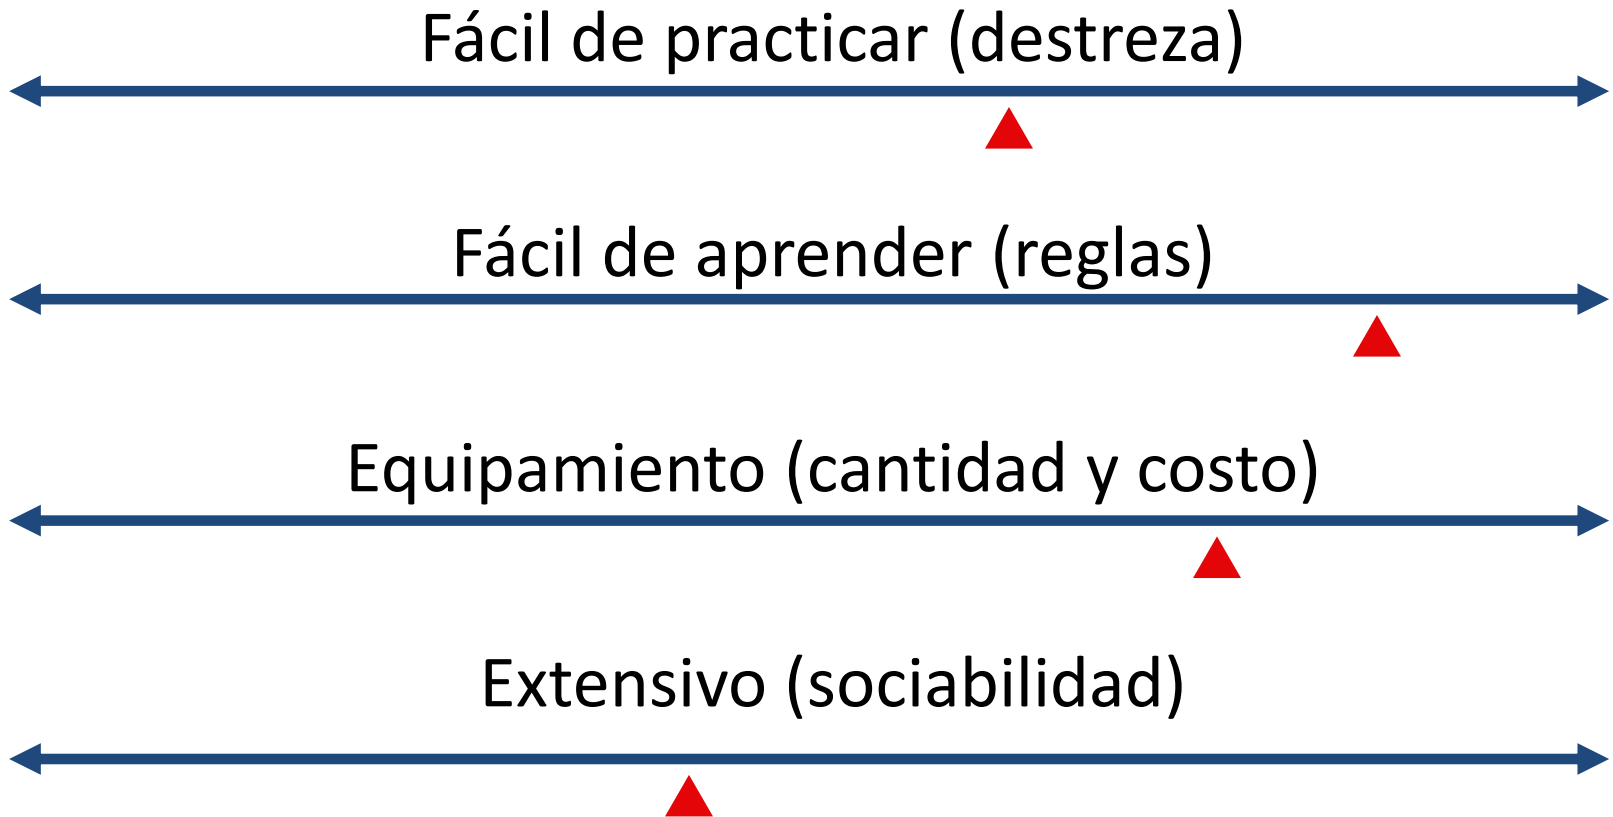 Fácil de practicar (destreza)
Fácil de aprender (reglas)
Equipamiento (cantidad y costo)
Extensivo (sociabilidad)